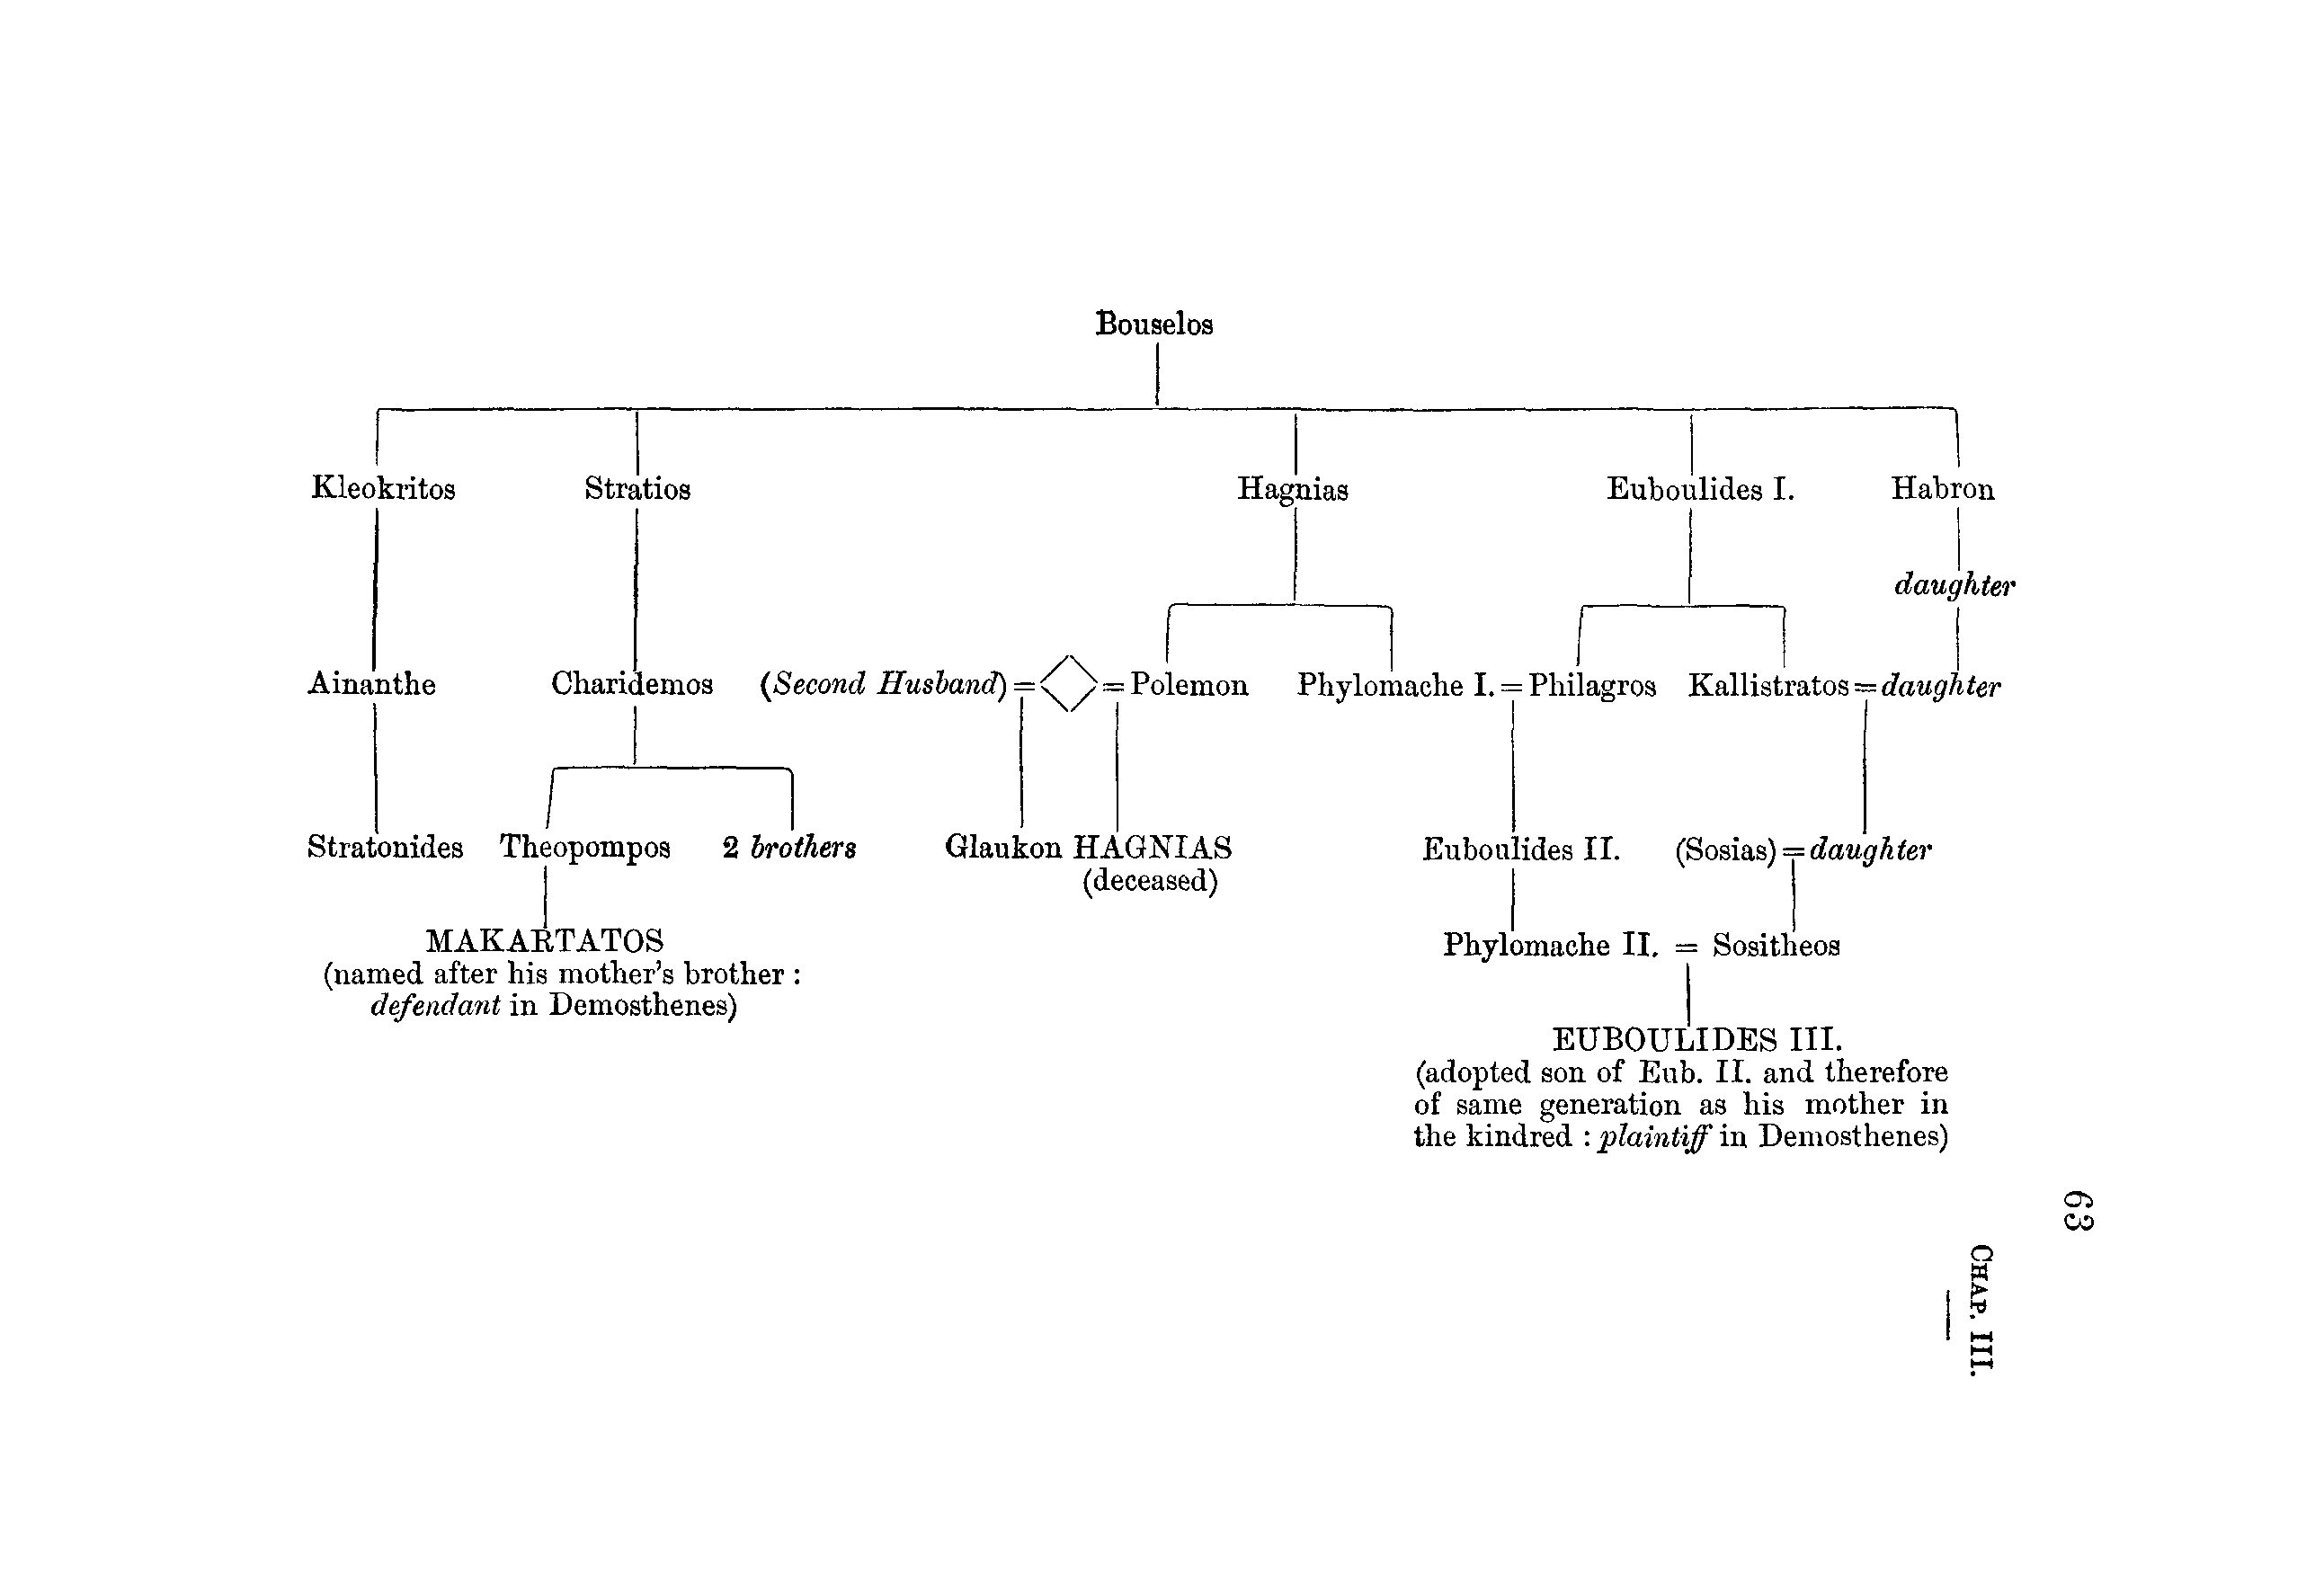 Bouselos
Kleokritos Stratios Hagnias Euboulides I. Habron
daughter
Ainanthe Charidemos (Second Husband) = = Polemon Phylomache I. = Philagros Kallistratos = daughter
Stratonides Theopompos 2 brothers Glaukon HAGNIAS Euboulides II. (Sosias) = daughter
(deceased)
MAKARTATOS Phylomache II. = Sositheos
(named after his mother's brother :
defendant in Demosthenes)
EUBOULIDES III.
(adopted son of Eub. II. and therefore
of same generation as his mother in
the kindred : plaintiff in Demosthenes)
63
CHAP. III.